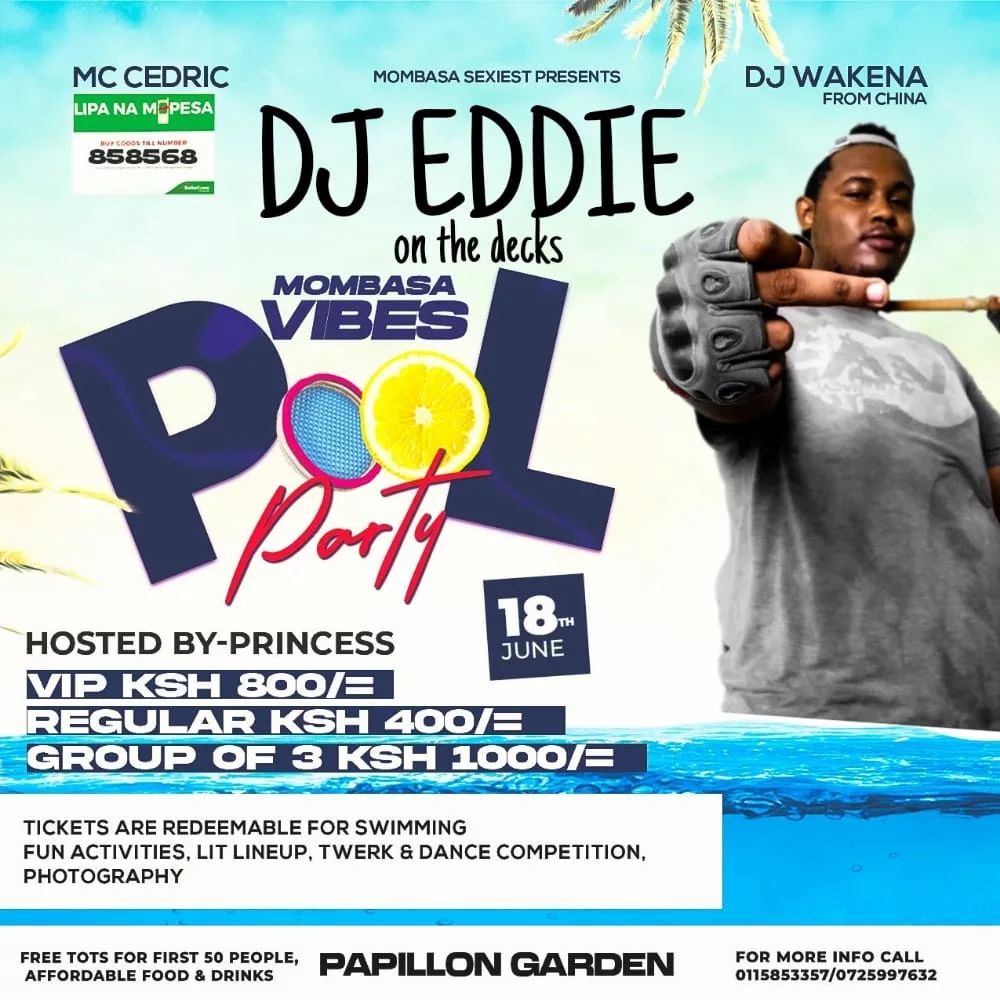 MC CEDRIC
LIPA NA M-PESA
BUY GOODS TILL NUMBER
858568
Safaricom
MOMBASA SEXIEST PRESENTS
DJ WAKENA
FROM CHINA
DJ EDDIE
on the decks
MOMBASA
VIBES
POOL
Party
18TH
JUNE
HOSTED BY-PRINCESS
VIP KSH 800/=
REGULAR KSH 400/=
GROUP OF 3 KSH 1000/=
TICKETS ARE REDEEMABLE FOR SWIMMING
FUN ACTIVITIES, LIT LINEUP, TWERK & DANCE COMPETITION,
PHOTOGRAPHY
FREE TOTS FOR FIRST 50 PEOPLE,
AFFORDABLE FOOD & DRINKS
PAPILLON GARDEN
FOR MORE INFO CALL
0115853357/0725997632